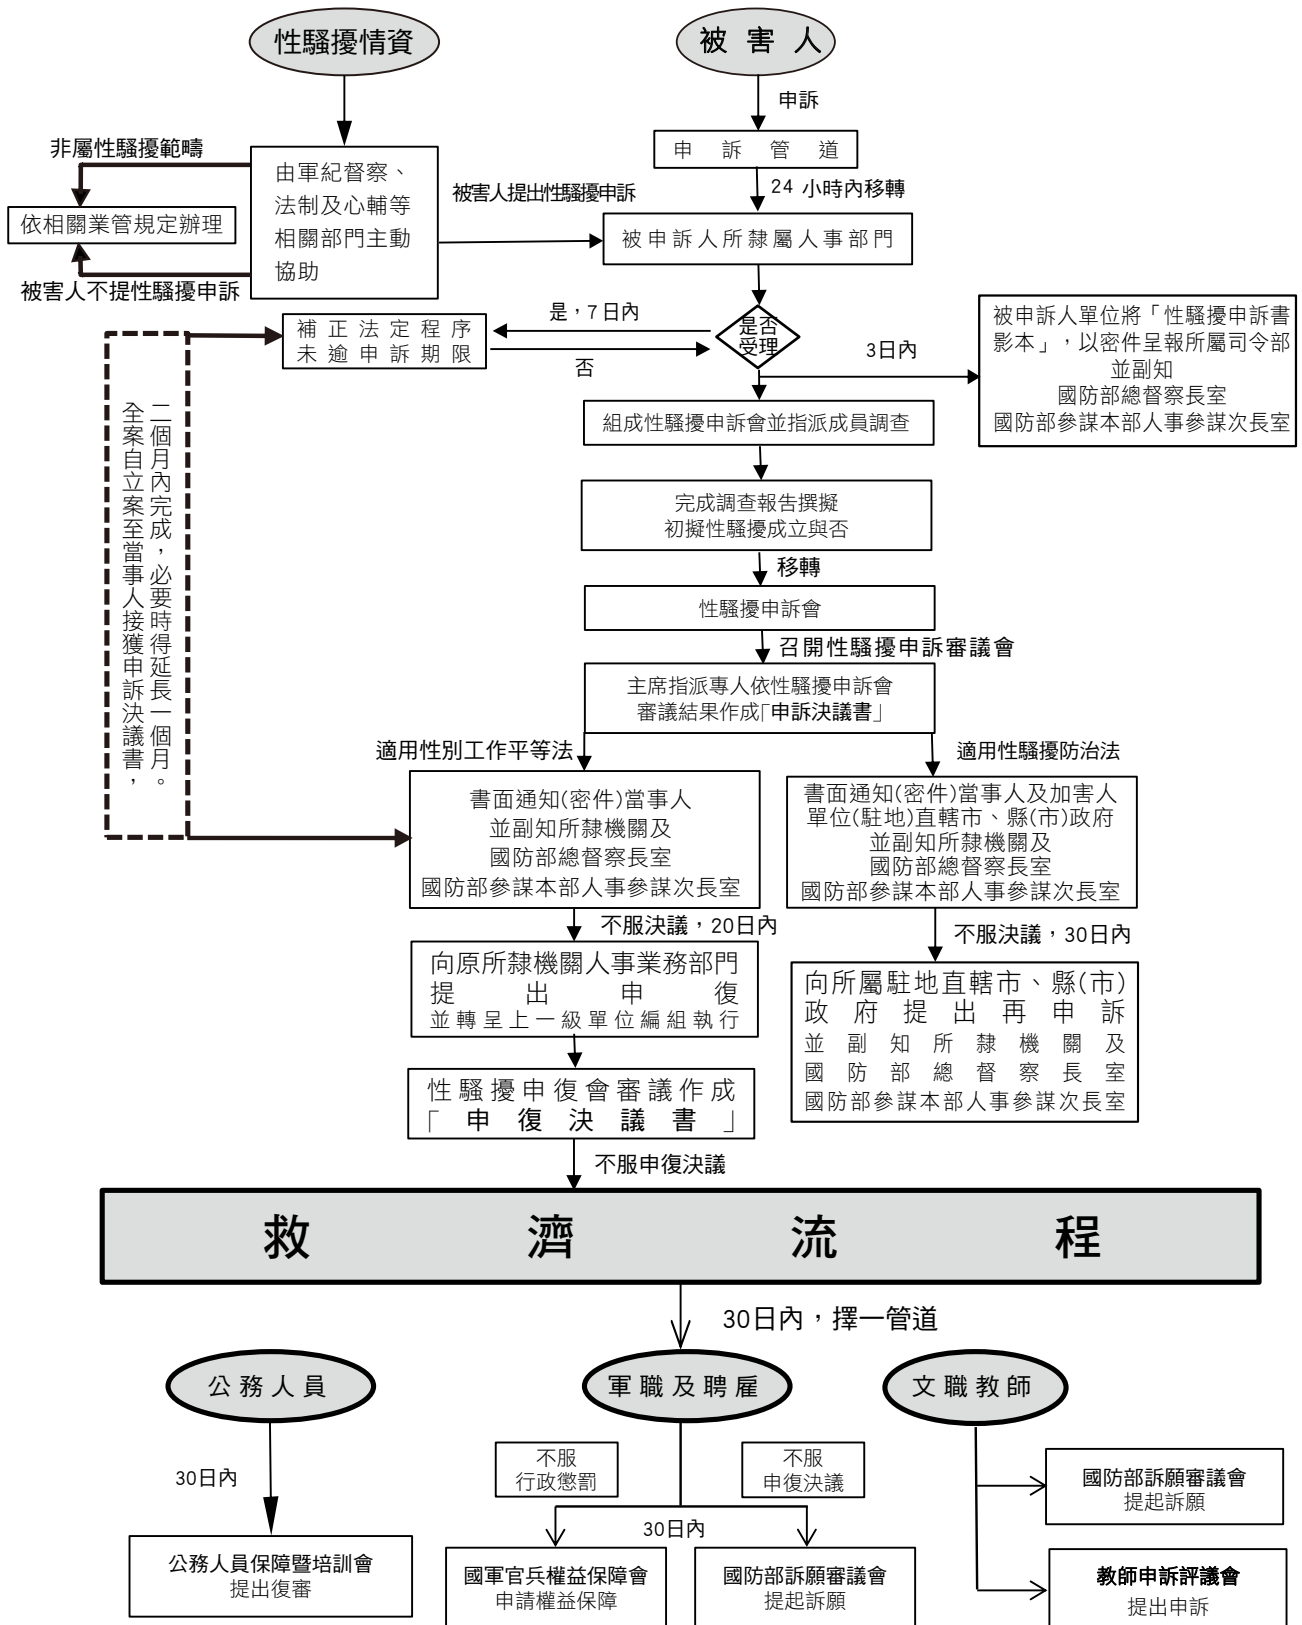 性騷擾情資
被害人
申訴
申訴管道
24 小時內移轉
非屬性騷擾範疇
由軍紀督察、
法制及心輔等
相關部門主動
協助
依相關業管規定辦理
被害人不提性騷擾申訴
被害人提出性騷擾申訴
被申訴人所隸屬人事部門
是，7日內
補正法定程序
未逾申訴期限
否
是否
受理
3日內
被申訴人單位將「性騷擾申訴書
影本」，以密件呈報所屬司令部
並副知
國防部總督察長室
國防部參謀本部人事參謀次長室
全案自立案至當事人接獲申訴決議書，
二個月內完成，必要時得延長一個月。
組成性騷擾申訴會並指派成員調查
完成調查報告撰擬
初擬性騷擾成立與否
移轉
性騷擾申訴會
召開性騷擾申訴審議會
主席指派專人依性騷擾申訴會
審議結果作成「申訴決議書」
適用性別工作平等法
適用性騷擾防治法
書面通知(密件)當事人
並副知所隸機關及
國防部總督察長室
國防部參謀本部人事參謀次長室
書面通知(密件)當事人及加害人
單位(駐地)直轄市、縣(市)政府
並副知所隸機關及
國防部總督察長室
國防部參謀本部人事參謀次長室
不服決議，20日內
不服決議，30日內
向原所隸機關人事業務部門
提出申復
並轉呈上一級單位編組執行
向所屬駐地直轄市、縣(市)
政府提出再申訴
並副知所隸機關及
國防部總督察長室
國防部參謀本部人事參謀次長室
性騷擾申復會審議作成
「申復決議書」
不服申復決議
救濟流程
30日內，擇一管道
公務人員
軍職及聘雇
文職教師
30日內
不服
行政懲罰
不服
申復決議
30日內
公務人員保障暨培訓會
提出復審
國軍官兵權益保障會
申請權益保障
國防部訴願審議會
提起訴願
國防部訴願審議會
提起訴願
教師申訴評議會
提出申訴